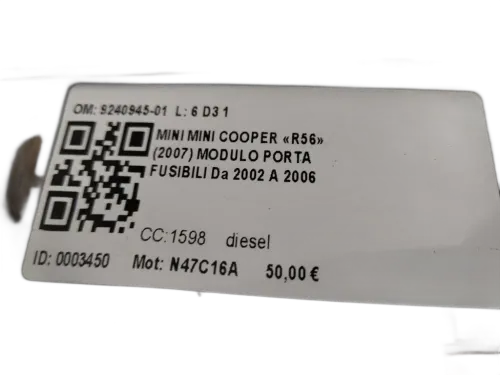 OM: 9240945-01 L: 6 D3 1
MINI MINI COOPER «R56»
(2007) MODULO PORTA
FUSIBILI Da 2002 A 2006
CC:1598 diesel
ID: 0003450 Mot: N47C16A 50,00 €